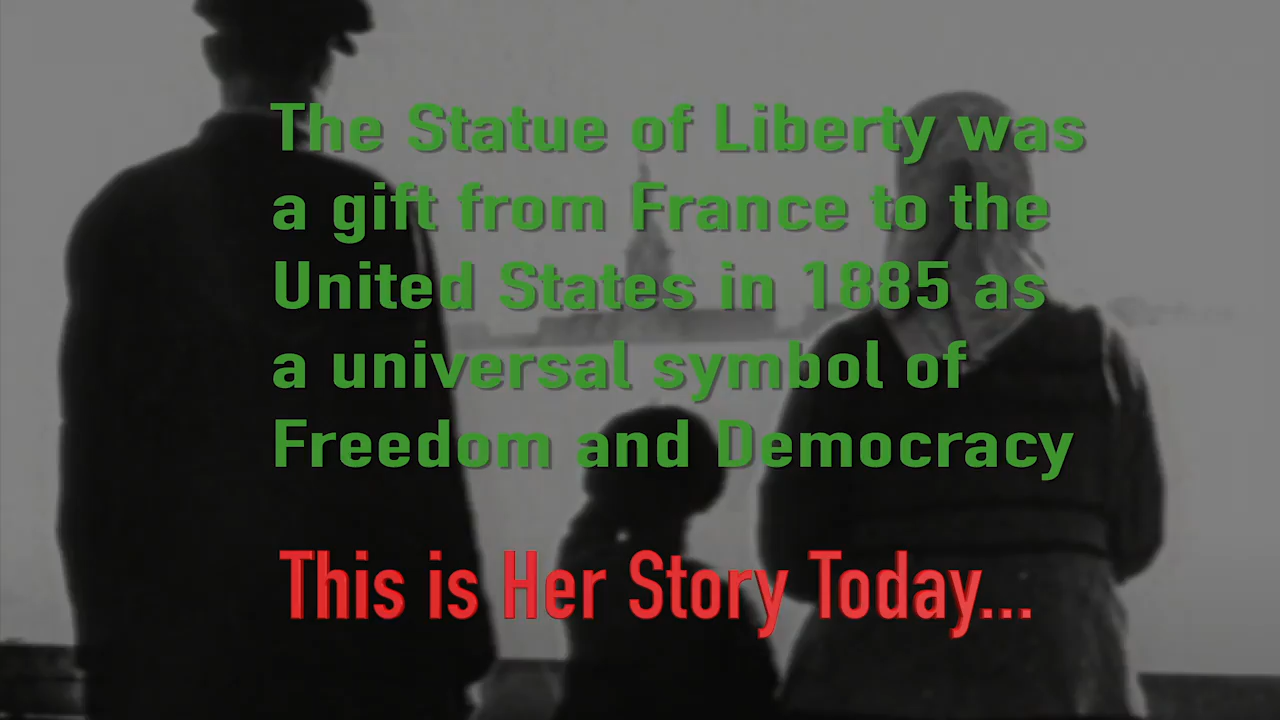 The Statue of Liberty was
a gift from France to the
United States in 1885 as
a universal symbol of
Freedom and Democracy
This is Her Story Today...